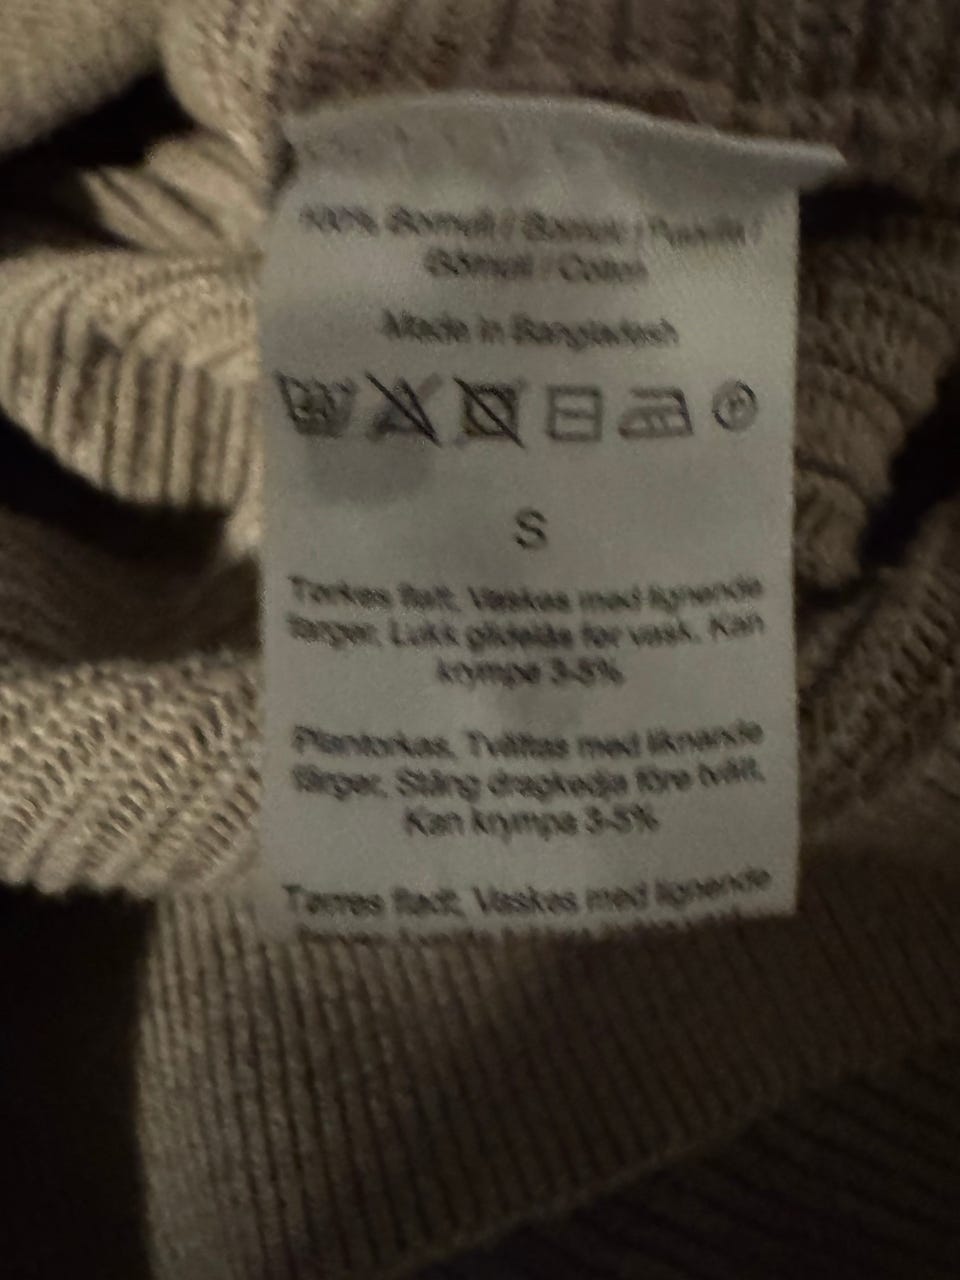 100% Bomull / Bomuld / Puuvilla /
Bómull / Cotton
Made in Bangladesh
S
Tørkes flatt. Vaskes med lignende
farger. Lukk glidelås før vask. Kan
krympe 3-5%
Plantorkas. Tvättas med liknande
färger. Stäng dragkedja före tvätt.
Kan krympa 3-5%
Tørres fladt. Vaskes med lignende